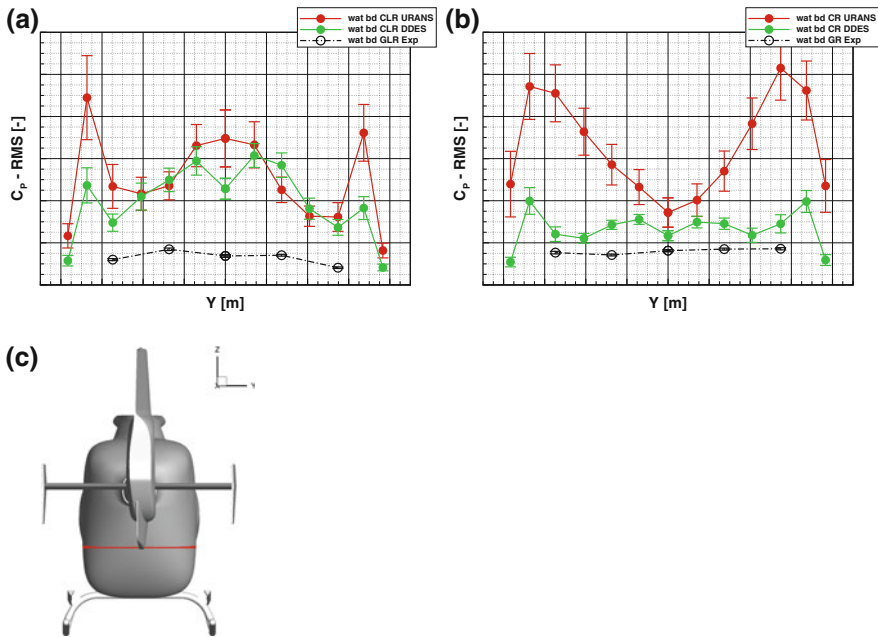 (a)
wat bd CLR URANS
wat bd CLR DDES
wat bd GLR Exp
C_P - RMS [-]
Y [m]
(b)
wat bd CR URANS
wat bd CR DDES
wat bd GR Exp
C_P - RMS [-]
Y [m]
(c)
Z
X
Y